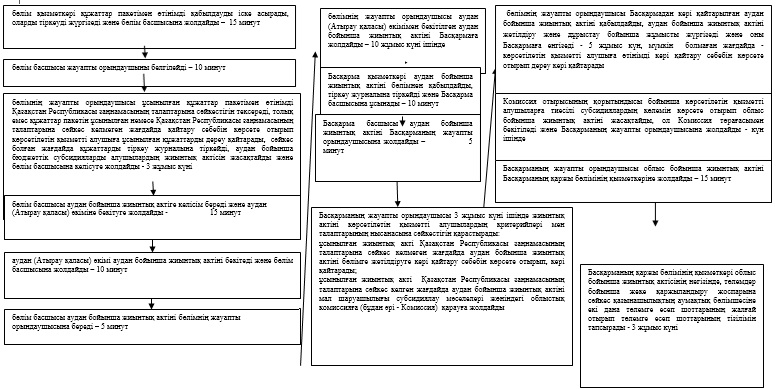 бөлім қызметкері құжаттар пакетімен өтінімді қабылдауды іске асырады,
оларды тіркеуді жүргізеді және бөлім басшысына жолдайды – 15 минут
бөлім басшысы жауапты орындаушыны белгілейді – 10 минут
бөлімнің жауапты орындаушысы ұсынылған құжаттар пакетімен өтінімді
Қазақстан Республикасы заңнамасының талаптарына сәйкестігін тексереді, толық
емес құжаттар пакетін ұсынылған немесе Қазақстан Республикасы заңнамасының
талаптарына сәйкес келмеген жағдайда қайтару себебін көрсете отырып
көрсетілетін қызметті алушыға ұсынылған құжаттарды дереу қайтарады, сәйкес
болған жағдайда құжаттарды тіркеу журналына тіркейді, аудан бойынша
бюджеттік субсидияларды алушылардың жиынтық актісін жасақтайды және
бөлім басшысына келісуге жолдайды - 3 жұмыс күні
бөлім басшысы аудан бойынша жиынтық актіге келісім береді және аудан
(Атырау қаласы) әкіміне бекітуге жолдайды - 15 минут
аудан (Атырау қаласы) әкімі аудан бойынша жиынтық актіні бекітеді және бөлім
басшысына жолдайды – 10 минут
бөлім басшысы аудан бойынша жиынтық актіні бөлімнің жауапты
орындаушысына береді – 5 минут
бөлімнің жауапты орындаушысы аудан
(Атырау қаласы) әкімімен бекітілген аудан
бойынша жиынтық актіні Басқармаға
жолдайды – 10 жұмыс күні ішінде
Басқарма қызметкері аудан бойынша
жиынтық актіні бөлімнен қабылдайды,
тіркеу журналына тіркейді және Басқарма
басшысына ұсынады – 10 минут
Басқарма басшысы аудан бойынша
жиынтық актіні Басқарманың жауапты
орындаушысына жолдайды – 5
минут
Басқарманың жауапты орындаушысы 3 жұмыс күні ішінде жиынтық
актіні көрсетілетін қызметті алушылардың критерийлері мен
талаптарының нысанасына сәйкестігін қарастырады:
ұсынылған жиынтық акті Қазақстан Республикасы заңнамасының
талаптарына сәйкес келмеген жағдайда аудан бойынша жиынтық актіні
бөлімге жетілдіруге кері қайтару себебін көрсете отырып, кері
қайтарады;
ұсынылған жиынтық акті Қазақстан Республикасы заңнамасының
талаптарына сәйкес келген жағдайда аудан бойынша жиынтық актіні
мал шаруашылығы субсидиялау мәселелері жөніндегі облыстық
комиссияға (бұдан әрі - Комиссия) қарауға жолдайды
бөлімнің жауапты орындаушысы Басқармадан кері қайтарылған аудан
бойынша жиынтық актіні қабылдайды, аудан бойынша жиынтық актіні
жетілдіру және дұрыстау бойынша жұмысты жүргізеді және оны
Басқармаға енгізеді - 5 жұмыс күн, мүмкін болмаған жағдайда -
көрсетілетін қызметті алушыға өтінімді кері қайтару себебін көрсете
отырып дереу кері қайтарады
Комиссия отырысының қорытындысы бойынша көрсетілетін қызметті
алушыларға тиесілі субсидиялардың көлемін көрсете отырып облыс
бойынша жиынтық актіні жасақтайды, ол Комиссия төрағасымен
бекітіледі және Басқарманың жауапты орындаушысына жолдайды - күн
ішінде
Басқарманың жауапты орындаушысы облыс бойынша жиынтық актіні
Басқарманың қаржы бөлімінің қызметкеріне жолдайды – 15 минут
Басқарманың қаржы бөлімінің қызметкері облыс
бойынша жиынтық актісінің негізінде, төлемдер
бойынша жеке қаржыландыру жоспарына
сәйкес қазынашылықтың аумақтық бөлімшесіне
екі дана төлемге есеп шоттарының жалғай
отырып төлемге есеп шоттарының тізілімін
тапсырады - 3 жұмыс күні